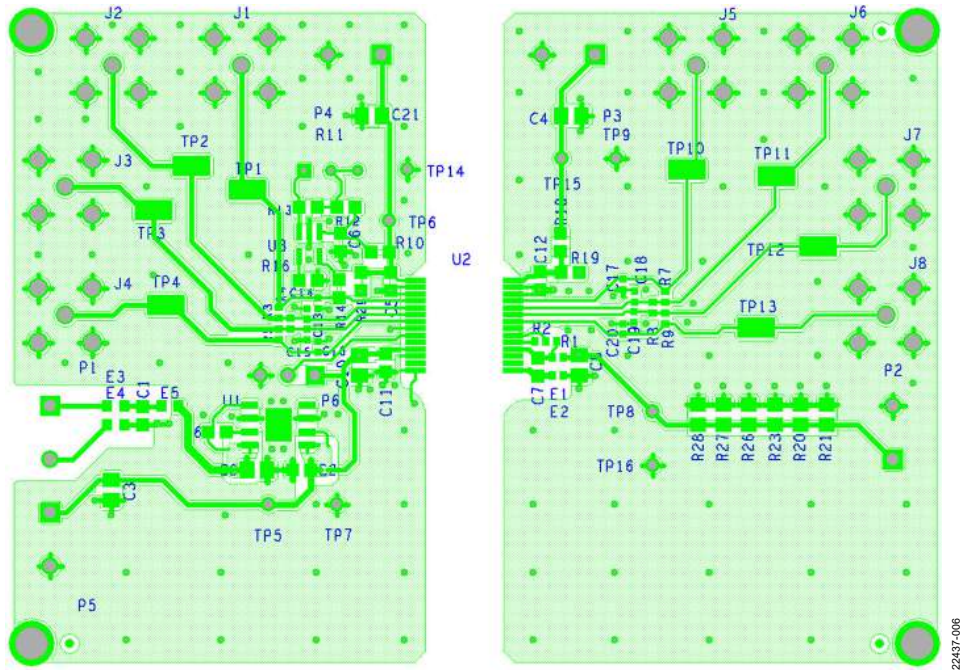 J2
J1
J5
J6
P4
C21
R11
C4
P3
TP9
J3
TP2
TP1
TP14
TP10
TP11
J7
TP15
R13
R12
TP6
TP3
U3
C6
R10
U2
C12
R19
TP12
R16
J4
TP4
C17
C18
R7
J8
C13
R14
C15
C20
C19
R8
R9
TP13
R2
R1
P1
E3
E4
C1
E5
U1
P6
C11
C7
E1
E2
P2
TP8
R28
R27
R26
R23
R20
R21
C3
C2
TP16
TP5
TP7
P5
22437-006